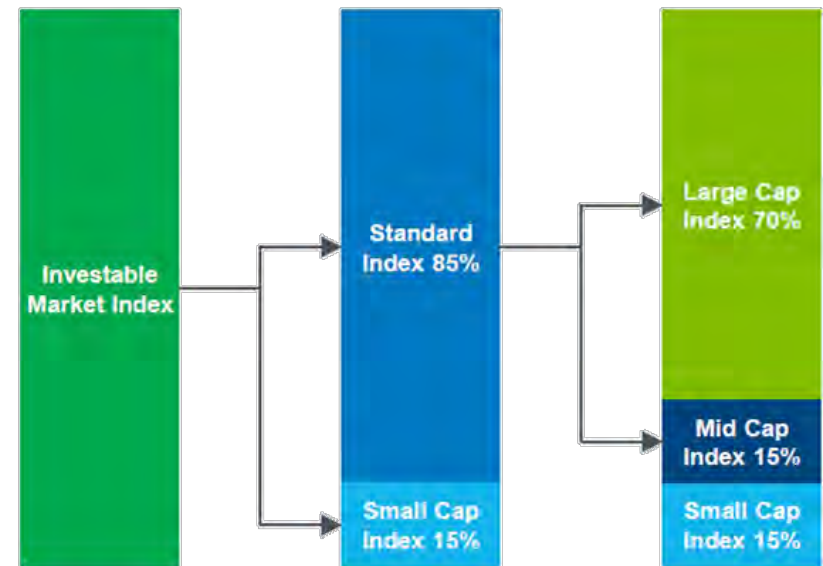 Investable
Market Index
Standard
Index 85%
Small Cap
Index 15%
Large Cap
Index 70%
Mid Cap
Index 15%
Small Cap
Index 15%